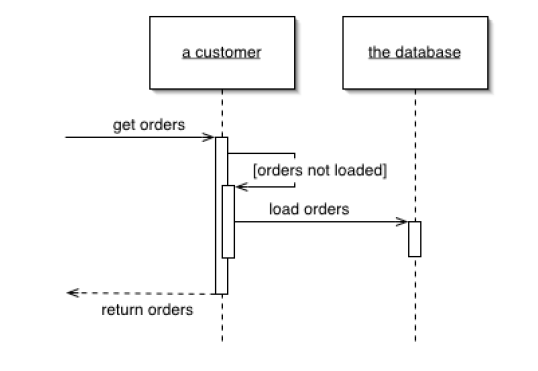 a customer
the database
get orders
[orders not loaded]
load orders
return orders